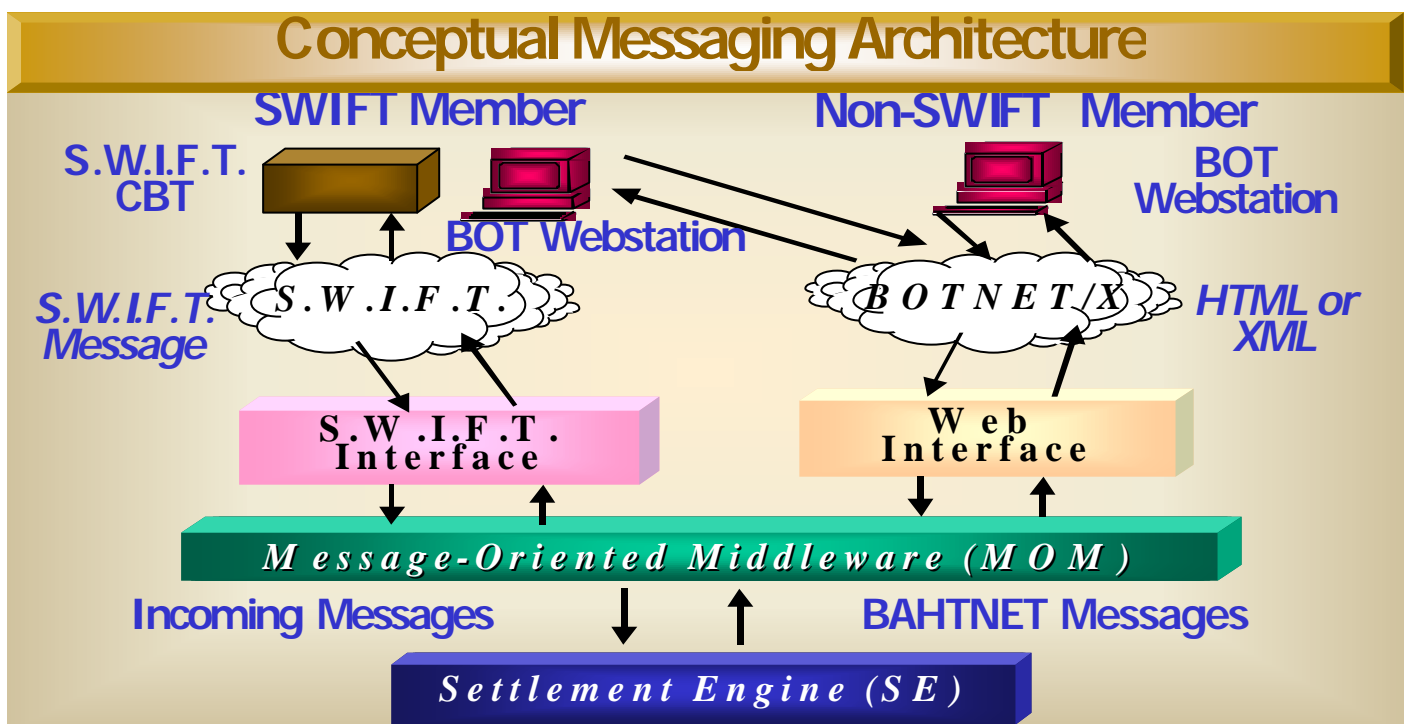 Conceptual Messaging Architecture
SWIFT Member
Non-SWIFT Member
S.W.I.F.T.
CBT
BOT
Webstation
BOT Webstation
S.W.I.F.T.
BOTNET/X
S.W.I.F.T.
Message
HTML or
XML
S.W.I.F.T.
Interface
Web
Interface
Message-Oriented Middleware (MOM)
Incoming Messages
BAHTNET Messages
Settlement Engine (SE)